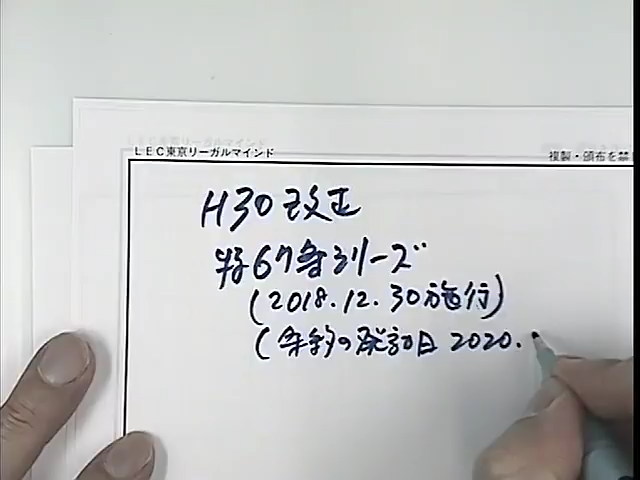 LEC東京リーガルマインド
複製・頒布を禁
H30改正
特67条シリーズ
(2018.12.30施行)
(条約の発効日 2020.